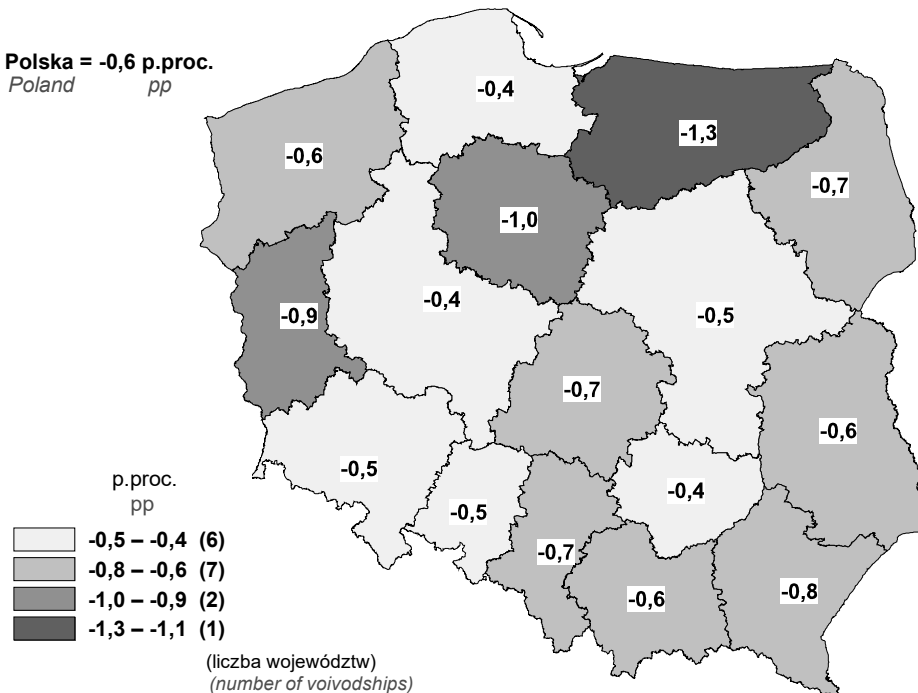 Polska = -0,6 p.proc.
Poland pp
-0,4
-1,3
-0,6
-0,7
-1,0
-0,4
-0,9
-0,5
-0,7
-0,6
-0,5
-0,4
-0,5
-0,7
-0,8
-0,6
p.proc.
pp
-0,5 – -0,4 (6)
-0,8 – -0,6 (7)
-1,0 – -0,9 (2)
-1,3 – -1,1 (1)
(liczba województw)
(number of voivodships)